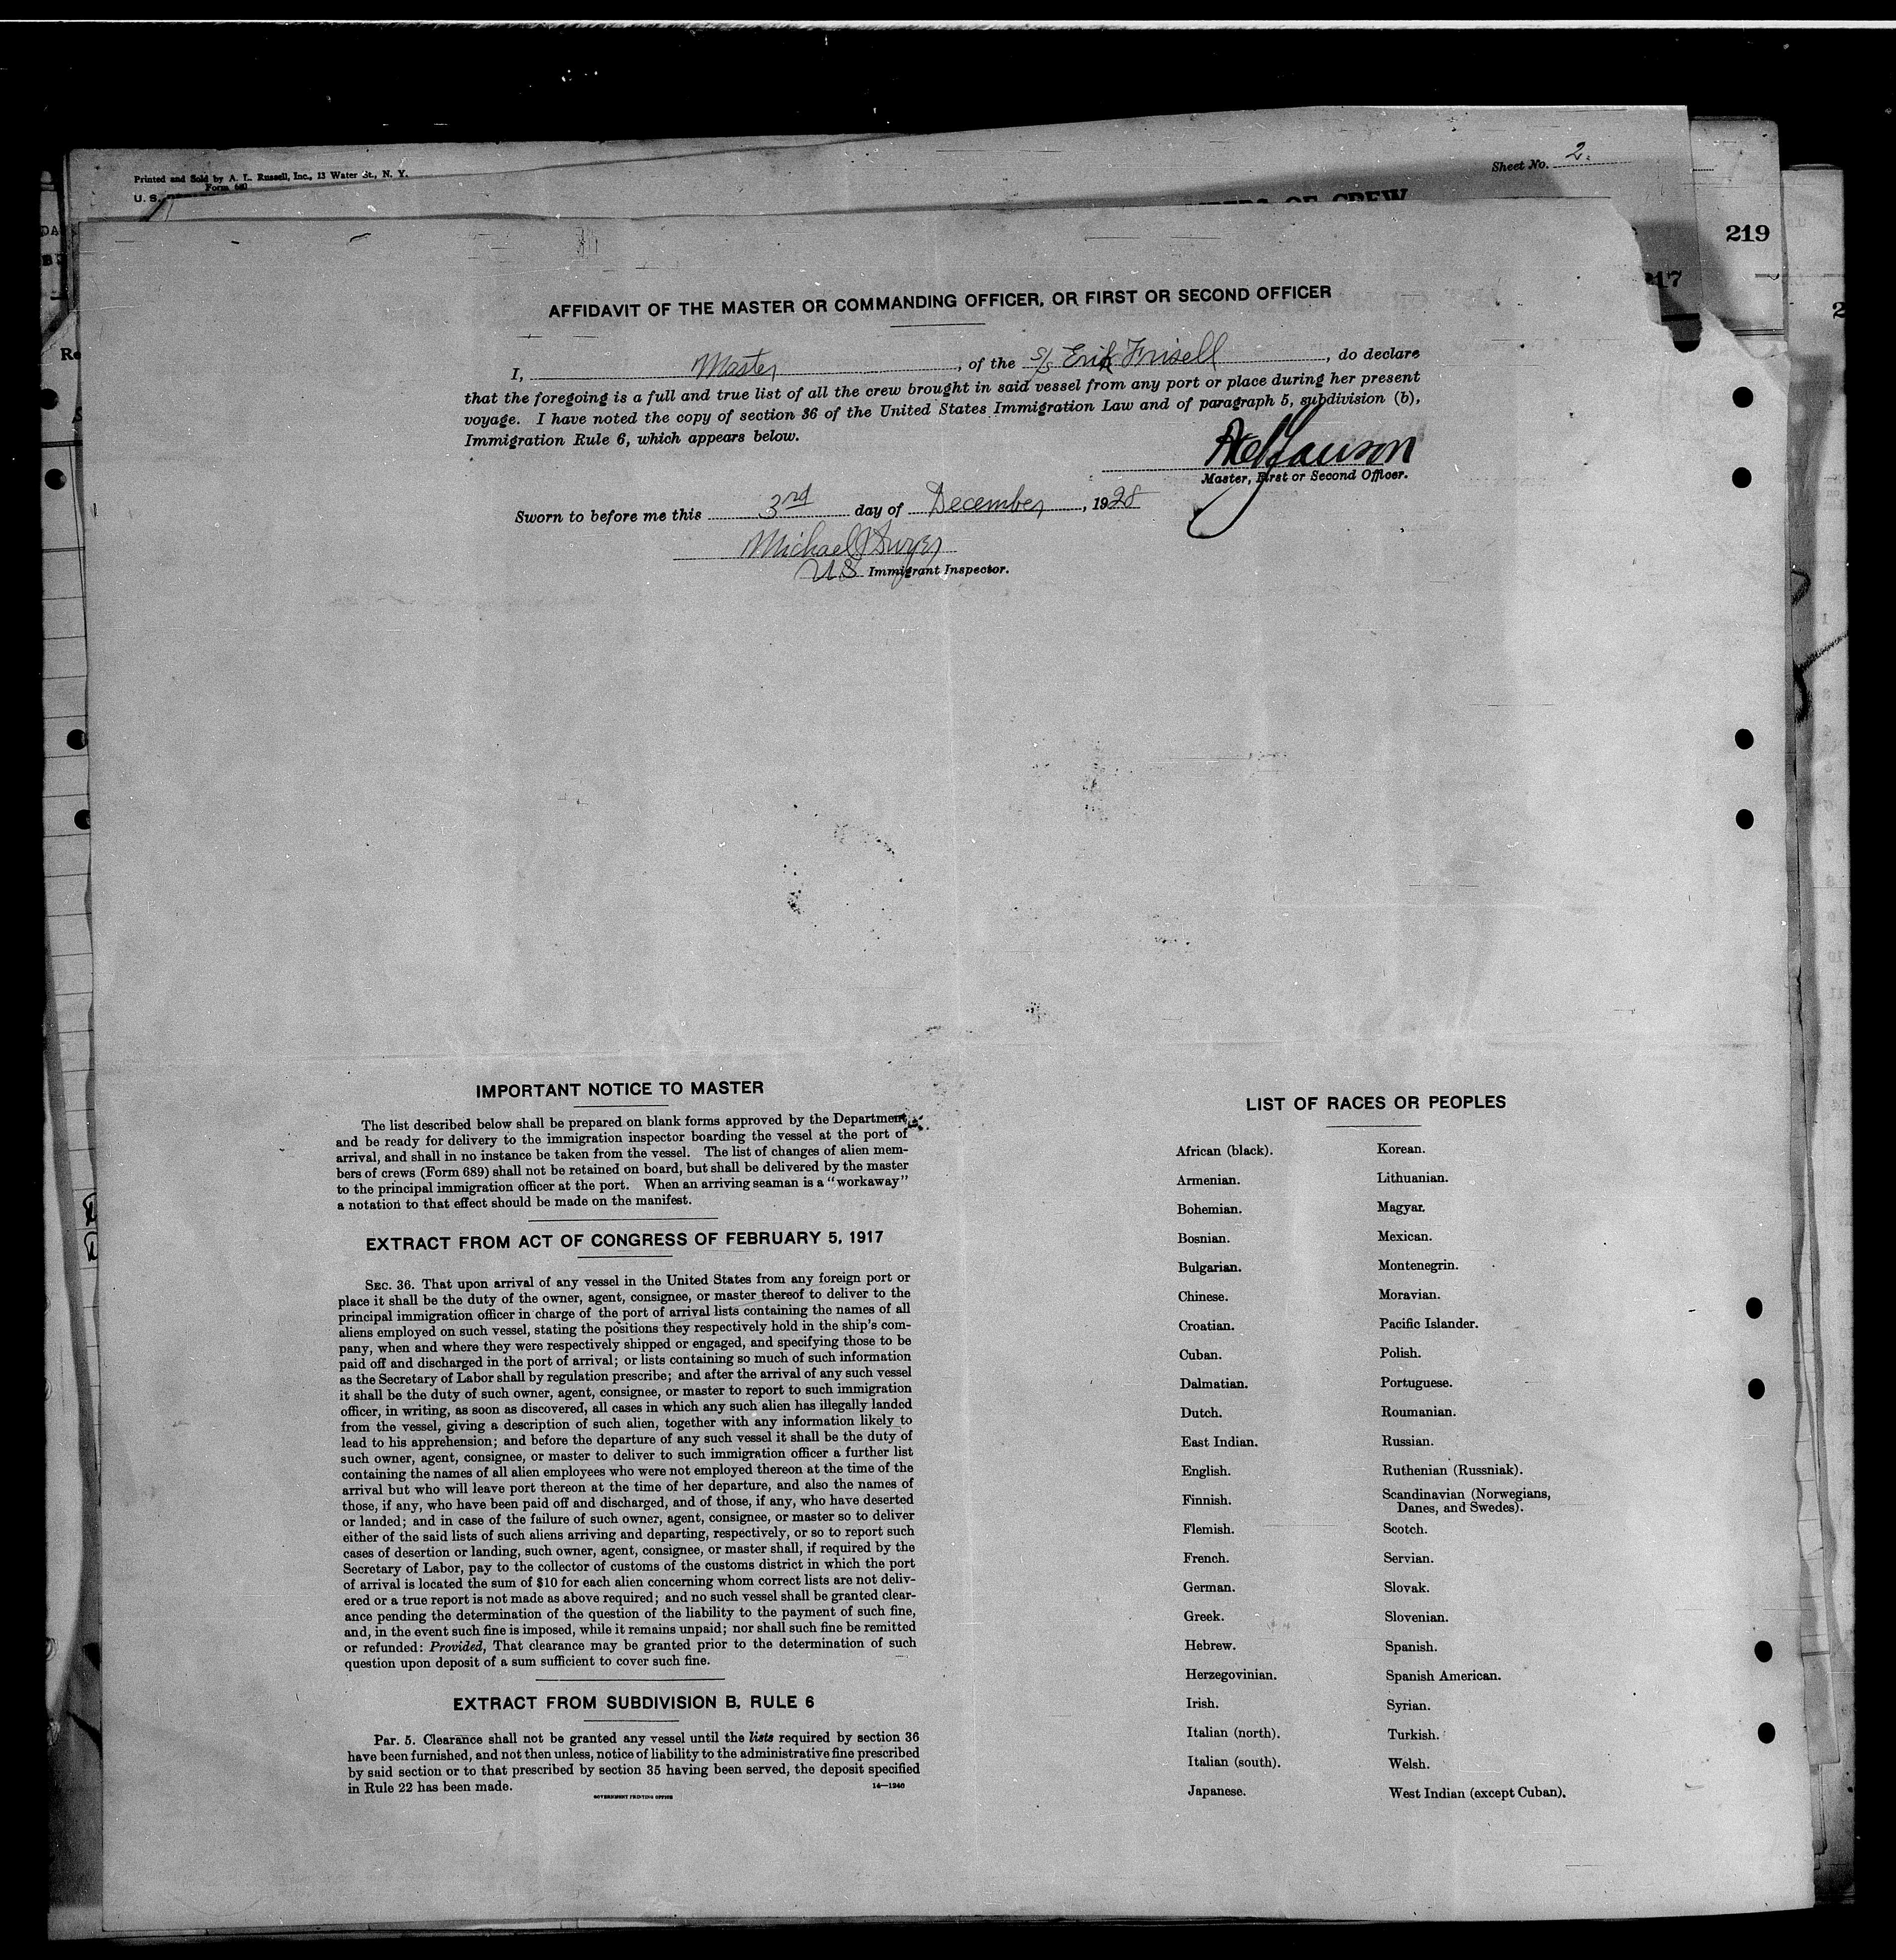 Printed and Sold by A. L. Russell, Inc., 13 Water St., N. Y.
Form 680
U. S.
Sheet No. 2.
OF CREW
219
217
AFFIDAVIT OF THE MASTER OR COMMANDING OFFICER, OR FIRST OR SECOND OFFICER
I, Master, of the S/S Erik Frisell, do declare
that the foregoing is a full and true list of all the crew brought in said vessel from any port or place during her present
voyage. I have noted the copy of section 36 of the United States Immigration Law and of paragraph 5, subdivision (b),
Immigration Rule 6, which appears below.
Master, First or Second Officer.
Sworn to before me this 3rd day of December, 1928
Michael J Dwyer
US Immigrant Inspector.
IMPORTANT NOTICE TO MASTER
The list described below shall be prepared on blank forms approved by the Department,
and be ready for delivery to the immigration inspector boarding the vessel at the port of
arrival, and shall in no instance be taken from the vessel. The list of changes of alien mem-
bers of crews (Form 689) shall not be retained on board, but shall be delivered by the master
to the principal immigration officer at the port. When an arriving seaman is a "workaway"
a notation to that effect should be made on the manifest.
EXTRACT FROM ACT OF CONGRESS OF FEBRUARY 5, 1917
SEC. 36. That upon arrival of any vessel in the United States from any foreign port or
place it shall be the duty of the owner, agent, consignee, or master thereof to deliver to the
principal immigration officer in charge of the port of arrival lists containing the names of all
aliens employed on such vessel, stating the positions they respectively hold in the ship's com-
pany, when and where they were respectively shipped or engaged, and specifying those to be
paid off and discharged in the port of arrival; or lists containing so much of such information
as the Secretary of Labor shall by regulation prescribe; and after the arrival of any such vessel
it shall be the duty of such owner, agent, consignee, or master to report to such immigration
officer, in writing, as soon as discovered, all cases in which any such alien has illegally landed
from the vessel, giving a description of such alien, together with any information likely to
lead to his apprehension; and before the departure of any such vessel it shall be the duty of
such owner, agent, consignee, or master to deliver to such immigration officer a further list
containing the names of all alien employees who were not employed thereon at the time of the
arrival but who will leave port thereon at the time of her departure, and also the names of
those, if any, who have been paid off and discharged, and of those, if any, who have deserted
or landed; and in case of the failure of such owner, agent, consignee, or master so to deliver
either of the said lists of such aliens arriving and departing, respectively, or so to report such
cases of desertion or landing, such owner, agent, consignee, or master shall, if required by the
Secretary of Labor, pay to the collector of customs of the customs district in which the port
of arrival is located the sum of $10 for each alien concerning whom correct lists are not deliv-
ered or a true report is not made as above required; and no such vessel shall be granted clear-
ance pending the determination of the question of the liability to the payment of such fine,
and, in the event such fine is imposed, while it remains unpaid; nor shall such fine be remitted
or refunded: Provided, That clearance may be granted prior to the determination of such
question upon deposit of a sum sufficient to cover such fine.
EXTRACT FROM SUBDIVISION B, RULE 6
Par. 5. Clearance shall not be granted any vessel until the lists required by section 36
have been furnished, and not then unless, notice of liability to the administrative fine prescribed
by said section or to that prescribed by section 35 having been served, the deposit specified
in Rule 22 has been made.
14—1240
GOVERNMENT PRINTING OFFICE
LIST OF RACES OR PEOPLES
African (black).
Armenian.
Bohemian.
Bosnian.
Bulgarian.
Chinese.
Croatian.
Cuban.
Dalmatian.
Dutch.
East Indian.
English.
Finnish.
Flemish.
French.
German.
Greek.
Hebrew.
Herzegovinian.
Irish.
Italian (north).
Italian (south).
Japanese.
Korean.
Lithuanian.
Magyar.
Mexican.
Montenegrin.
Moravian.
Pacific Islander.
Polish.
Portuguese.
Roumanian.
Russian.
Ruthenian (Russniak).
Scandinavian (Norwegians,
Danes, and Swedes).
Scotch.
Servian.
Slovak.
Slovenian.
Spanish.
Spanish American.
Syrian.
Turkish.
Welsh.
West Indian (except Cuban).